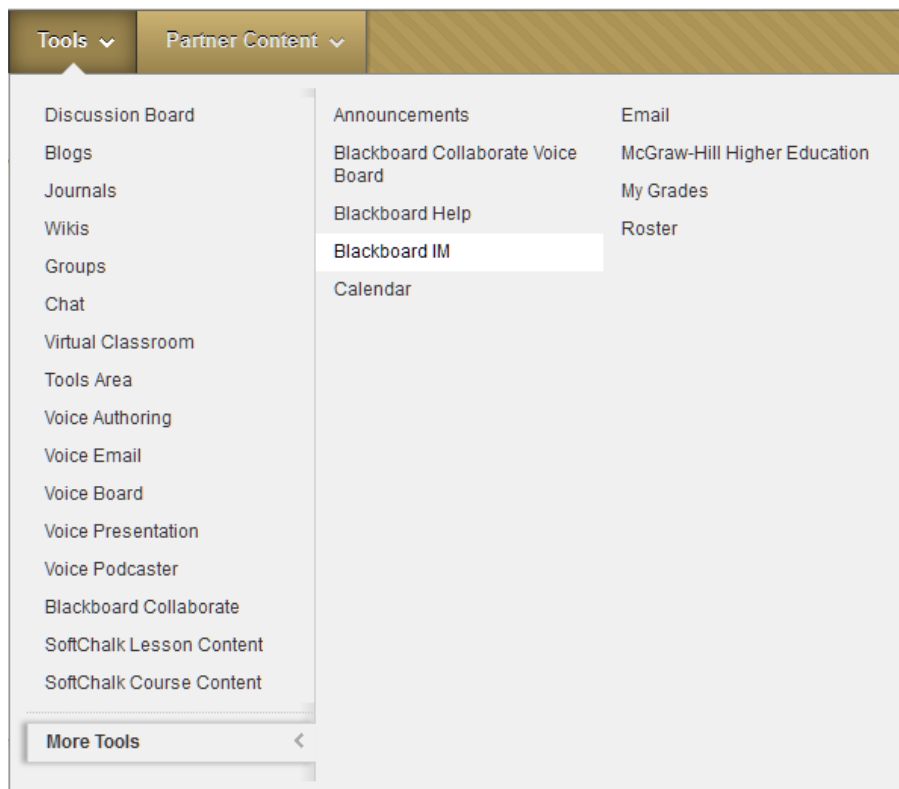 Tools
Partner Content
Discussion Board
Blogs
Journals
Wikis
Groups
Chat
Virtual Classroom
Tools Area
Voice Authoring
Voice Email
Voice Board
Voice Presentation
Voice Podcaster
Blackboard Collaborate
SoftChalk Lesson Content
SoftChalk Course Content
More Tools
Announcements
Blackboard Collaborate Voice
Board
Blackboard Help
Blackboard IM
Calendar
Email
McGraw-Hill Higher Education
My Grades
Roster